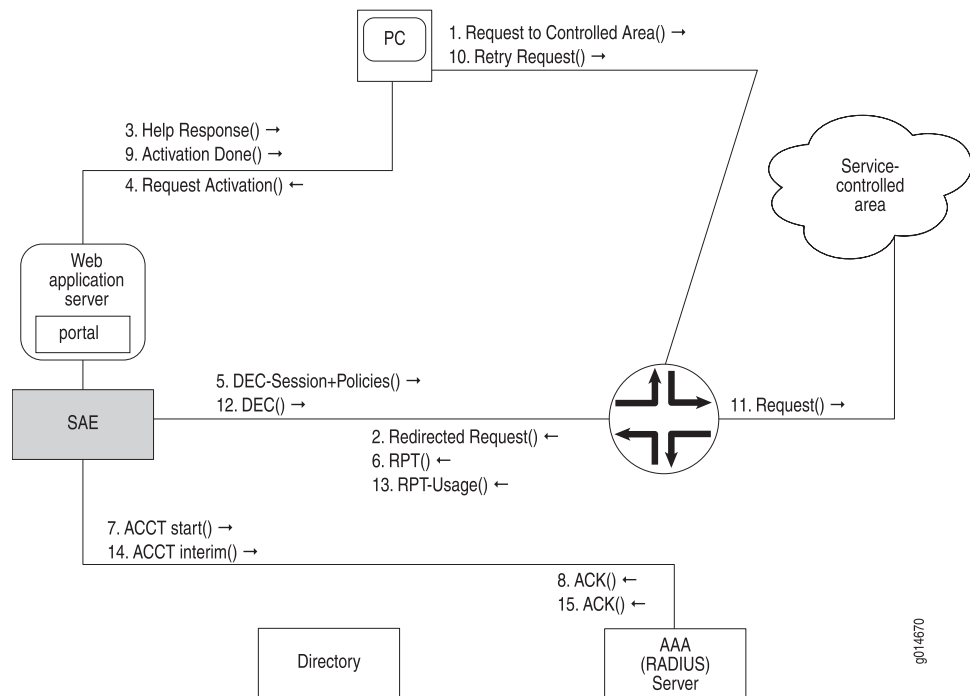 PC
1. Request to Controlled Area() →
10. Retry Request() →
3. Help Response() →
9. Activation Done() →
4. Request Activation() ←
Service-
controlled
area
Web
application
server
portal
SAE
5. DEC-Session+Policies() →
12. DEC() →
2. Redirected Request() ←
6. RPT() ←
13. RPT-Usage() ←
11. Request() →
7. ACCT start() →
14. ACCT interim() →
8. ACK() ←
15. ACK() ←
Directory
AAA
(RADIUS)
Server
g014670